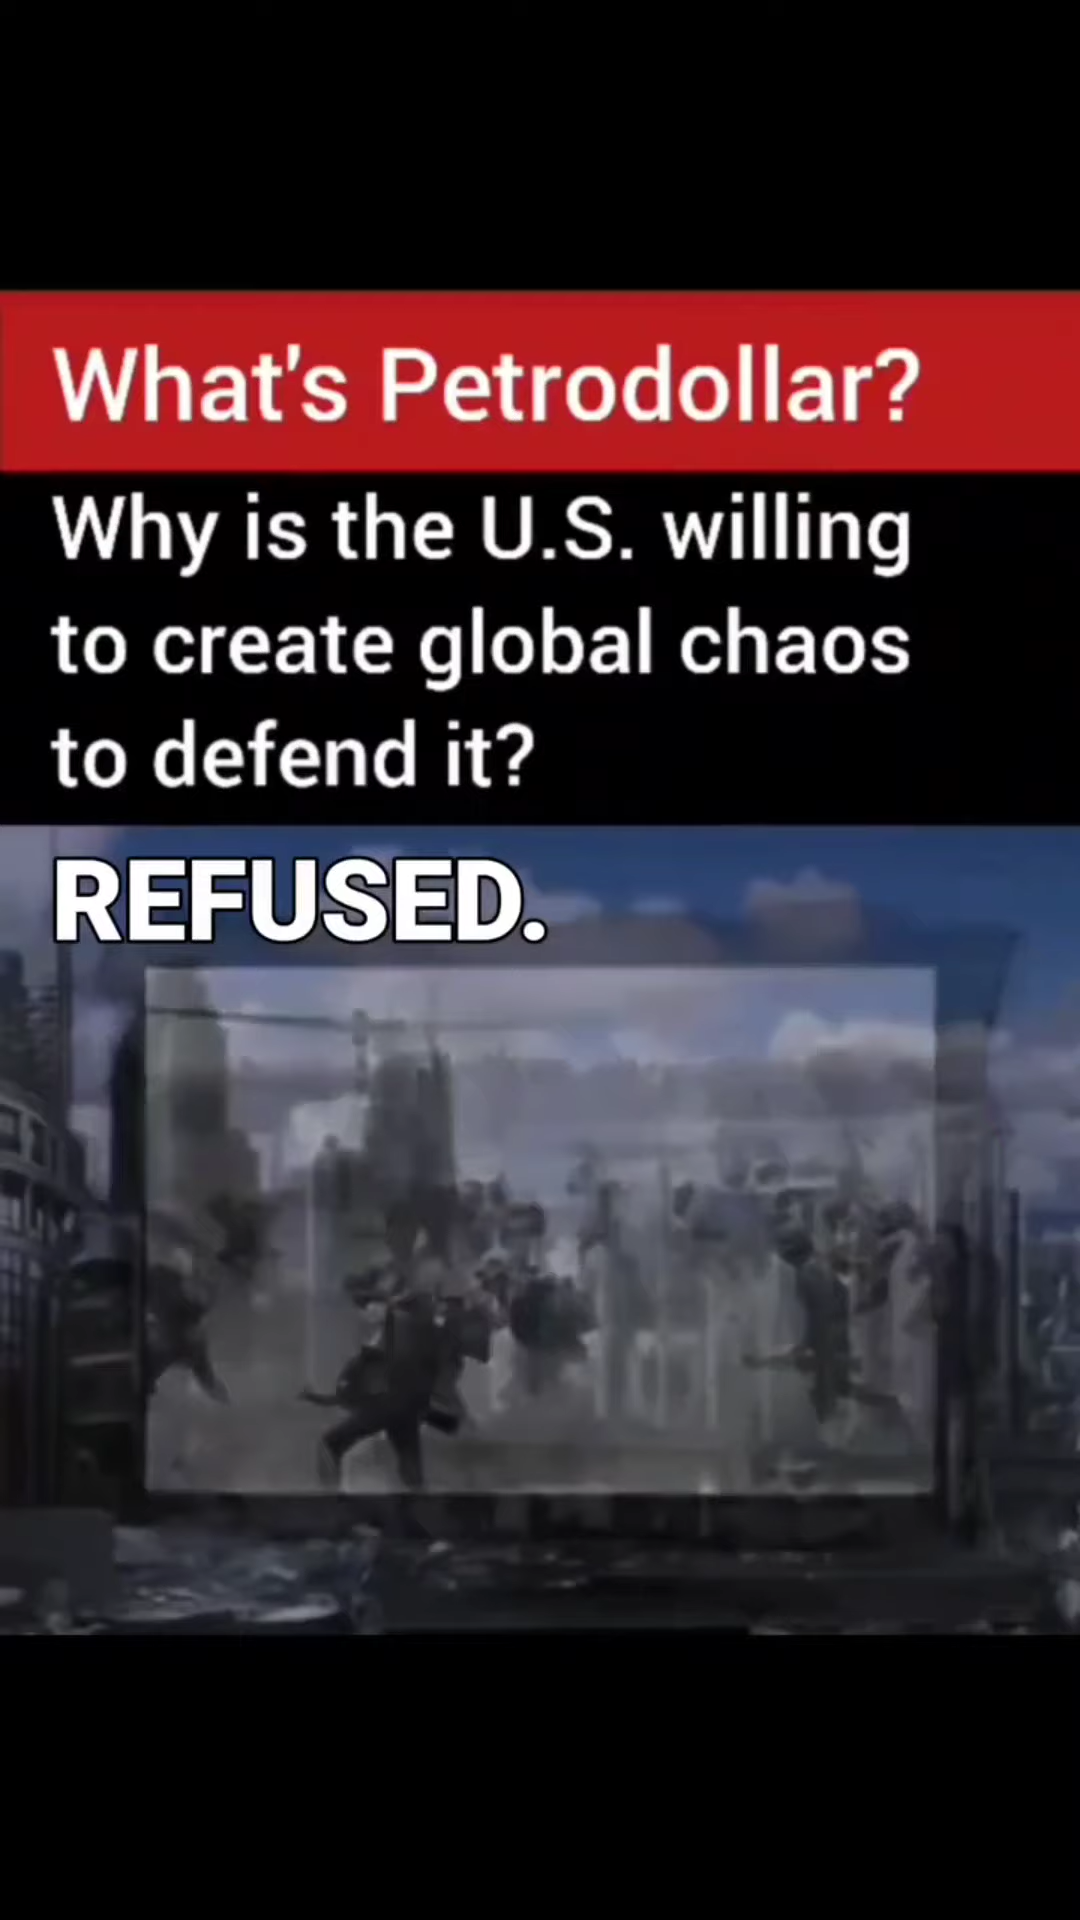 What's Petrodollar?
Why is the U.S. willing
to create global chaos
to defend it?
REFUSED.